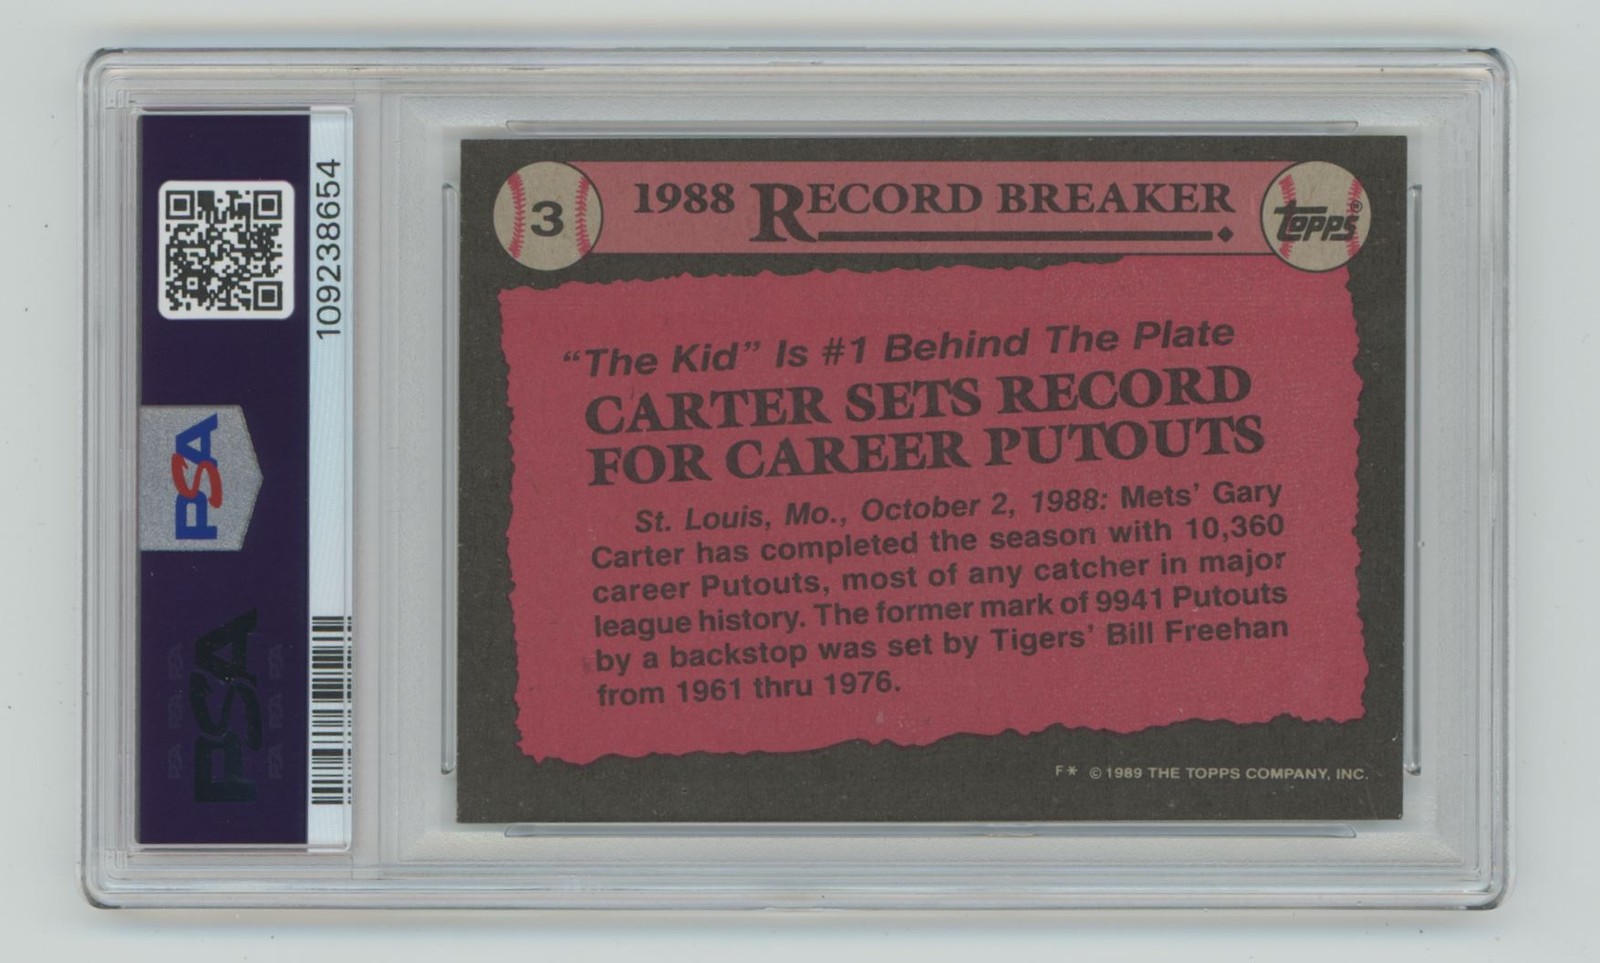 109238654
PSA
PSA
3
1988 RECORD BREAKER
TOPPS®
“The Kid” Is #1 Behind The Plate
CARTER SETS RECORD
FOR CAREER PUTOUTS
St. Louis, Mo., October 2, 1988: Mets’ Gary
Carter has completed the season with 10,360
career Putouts, most of any catcher in major
league history. The former mark of 9941 Putouts
by a backstop was set by Tigers’ Bill Freehan
from 1961 thru 1976.
F* ©1989 THE TOPPS COMPANY, INC.